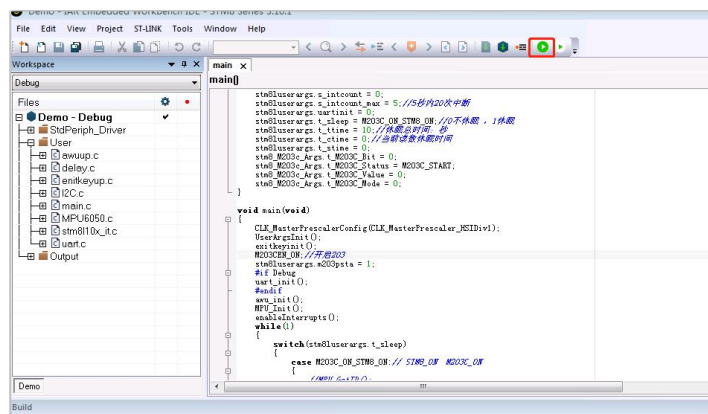 Demo - IAR Embedded Workbench IDE - STM8 Series 3.10.1
File Edit View Project ST-LINK Tools Window Help
Workspace
main
main()
Debug
Files
Demo - Debug
StdPeriph_Driver
User
awuup.c
delay.c
enitkeyup.c
I2C.c
main.c
MPU6050.c
stm8l10x_it.c
uart.c
Output
stm8luserargs.s_intcount = 0;
stm8luserargs.s_intcount_max = 5;//5秒内20次中断
stm8luserargs.uartinit = 0;
stm8luserargs.t_sleep = M203C_ON_STM8_ON;//0不休眠 , 1休眠
stm8luserargs.t_ttime = 10;//休眠总时间: 秒
stm8luserargs.t_ctime = 0;//当前读数休眠时间
stm8luserargs.t_stime = 0;
stm8_M203c_Args.t_M203C_Bit = 0;
stm8_M203c_Args.t_M203C_Status = M203C_START;
stm8_M203c_Args.t_M203C_Value = 0;
stm8_M203c_Args.t_M203C_Mode = 0;
}
void main(void)
{
CLK_MasterPrescalerConfig(CLK_MasterPrescaler_HSIDiv1);
UserArgsInit();
exitkeyinit();
M203CEN_ON;//开启203
stm8luserargs.m203psta = 1;
#if Debug
uart_init();
#endif
awu_init();
MPU_Init();
enableInterrupts();
while(1)
{
switch(stm8luserargs.t_sleep)
{
case M203C_ON_STM8_ON:// STM8_ON M203C_ON
{
//MPU_GetID();
Demo
Build